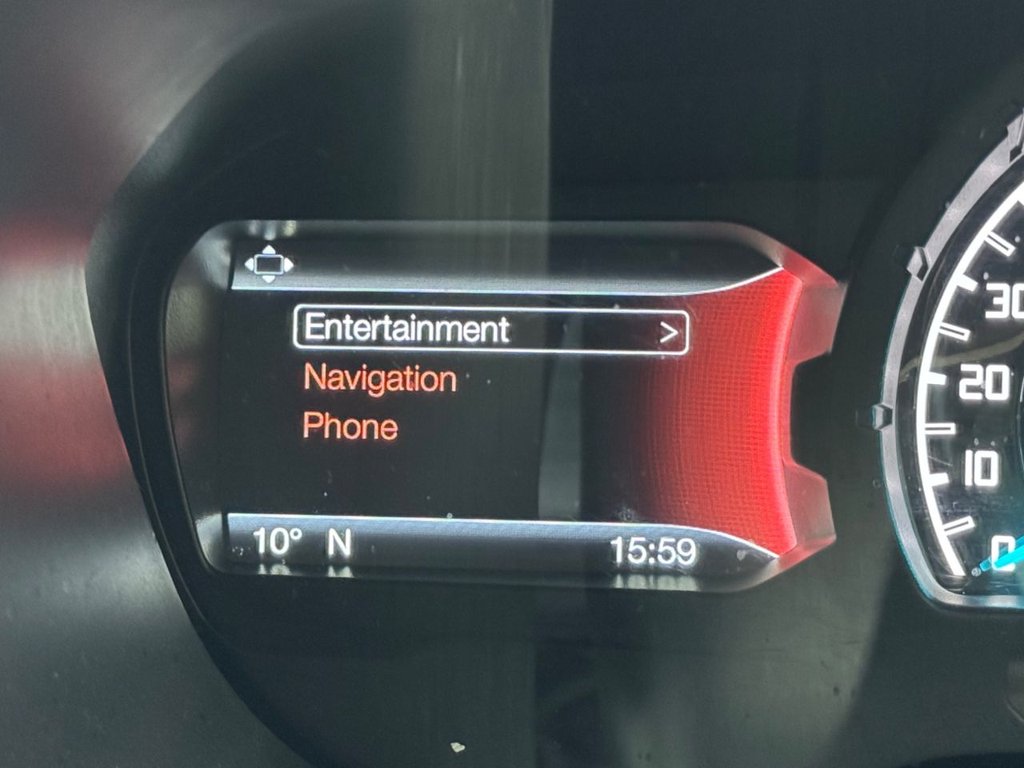 Entertainment >
Navigation
Phone
10° N 15:59
30
20
10
0